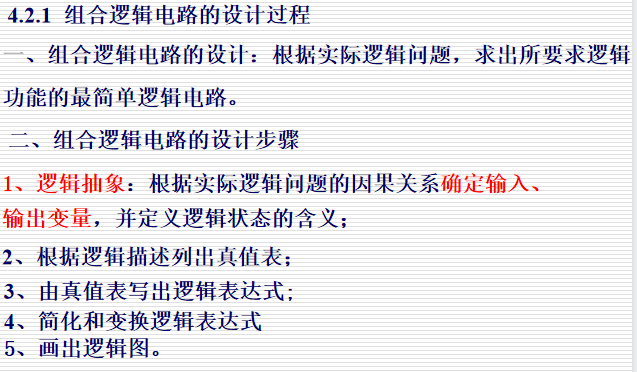 4.2.1 组合逻辑电路的设计过程
一、组合逻辑电路的设计：根据实际逻辑问题，求出所要求逻辑
功能的最简单逻辑电路。
二、组合逻辑电路的设计步骤
1、逻辑抽象：根据实际逻辑问题的因果关系确定输入、
输出变量，并定义逻辑状态的含义；
2、根据逻辑描述列出真值表；
3、由真值表写出逻辑表达式；
4、简化和变换逻辑表达式
5、画出逻辑图。